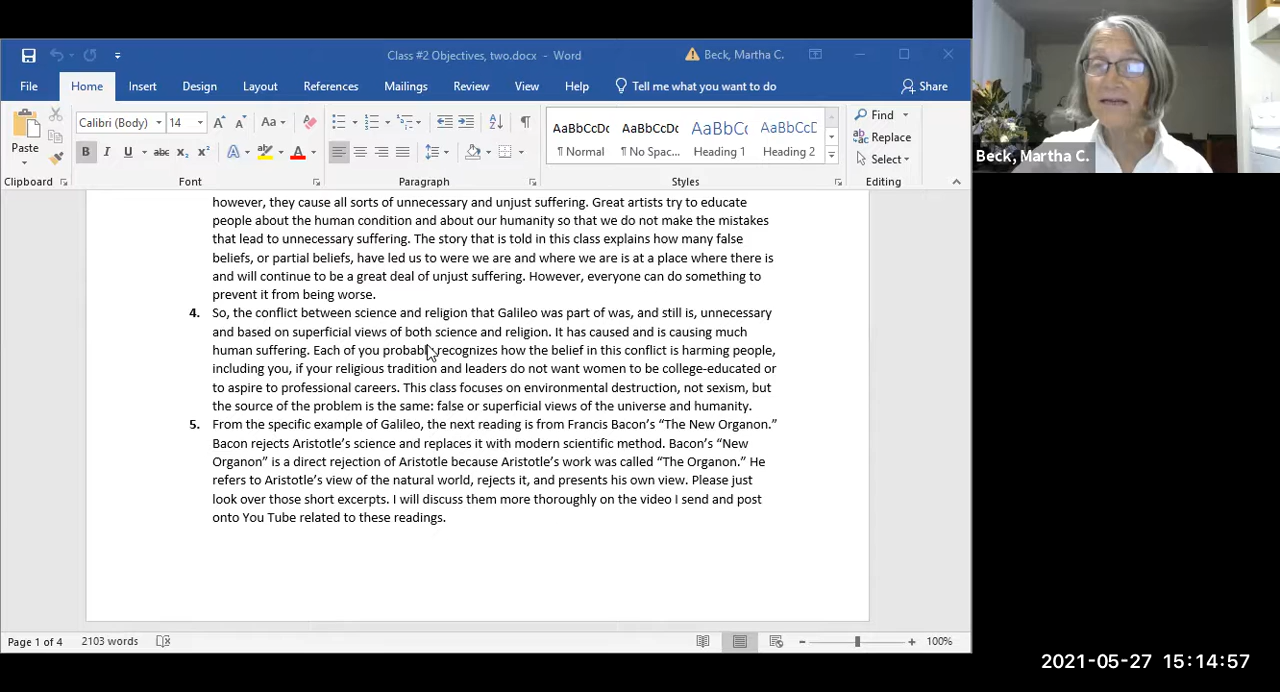 Class #2 Objectives, two.docx - Word
Beck, Martha C.
File Home Insert Design Layout References Mailings Review View Help Tell me what you want to do Share
Paste
Calibri (Body) 14
Aa
B I U abc x₂ x²
AaBbCcDc AaBbCcDc AaBbCc AaBbCcD
¶ Normal ¶ No Spac... Heading 1 Heading 2
Find
Replace
Select
Clipboard Font Paragraph Styles Editing
however, they cause all sorts of unnecessary and unjust suffering. Great artists try to educate
people about the human condition and about our humanity so that we do not make the mistakes
that lead to unnecessary suffering. The story that is told in this class explains how many false
beliefs, or partial beliefs, have led us to were we are and where we are is at a place where there is
and will continue to be a great deal of unjust suffering. However, everyone can do something to
prevent it from being worse.
4. So, the conflict between science and religion that Galileo was part of was, and still is, unnecessary
and based on superficial views of both science and religion. It has caused and is causing much
human suffering. Each of you probably recognizes how the belief in this conflict is harming people,
including you, if your religious tradition and leaders do not want women to be college-educated or
to aspire to professional careers. This class focuses on environmental destruction, not sexism, but
the source of the problem is the same: false or superficial views of the universe and humanity.
5. From the specific example of Galileo, the next reading is from Francis Bacon’s “The New Organon.”
Bacon rejects Aristotle’s science and replaces it with modern scientific method. Bacon’s “New
Organon” is a direct rejection of Aristotle because Aristotle’s work was called “The Organon.” He
refers to Aristotle’s view of the natural world, rejects it, and presents his own view. Please just
look over those short excerpts. I will discuss them more thoroughly on the video I send and post
onto You Tube related to these readings.
Page 1 of 4 2103 words 100%
Beck, Martha C.
2021-05-27 15:14:57